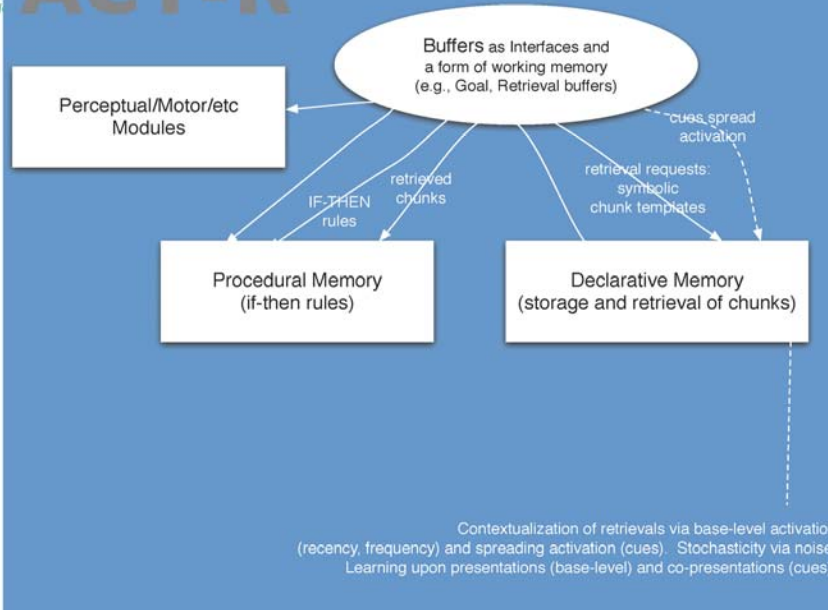 ACT-R
Buffers as Interfaces and
a form of working memory
(e.g., Goal, Retrieval buffers)
Perceptual/Motor/etc
Modules
cues spread
activation
retrieval requests:
symbolic
chunk templates
retrieved
chunks
IF-THEN
rules
Procedural Memory
(if-then rules)
Declarative Memory
(storage and retrieval of chunks)
Contextualization of retrievals via base-level activatio
(recency, frequency) and spreading activation (cues). Stochasticity via noise
Learning upon presentations (base-level) and co-presentations (cues